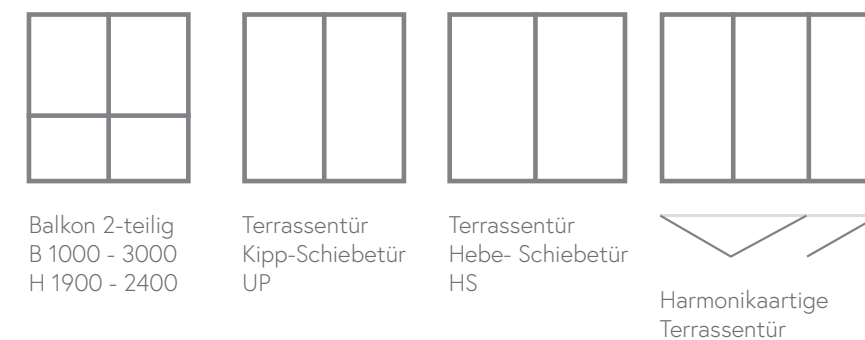 Balkon 2-teilig
B 1000 - 3000
H 1900 - 2400
Terrassentür
Kipp-Schiebetür
UP
Terrassentür
Hebe- Schiebetür
HS
Harmonikaartige
Terrassentür